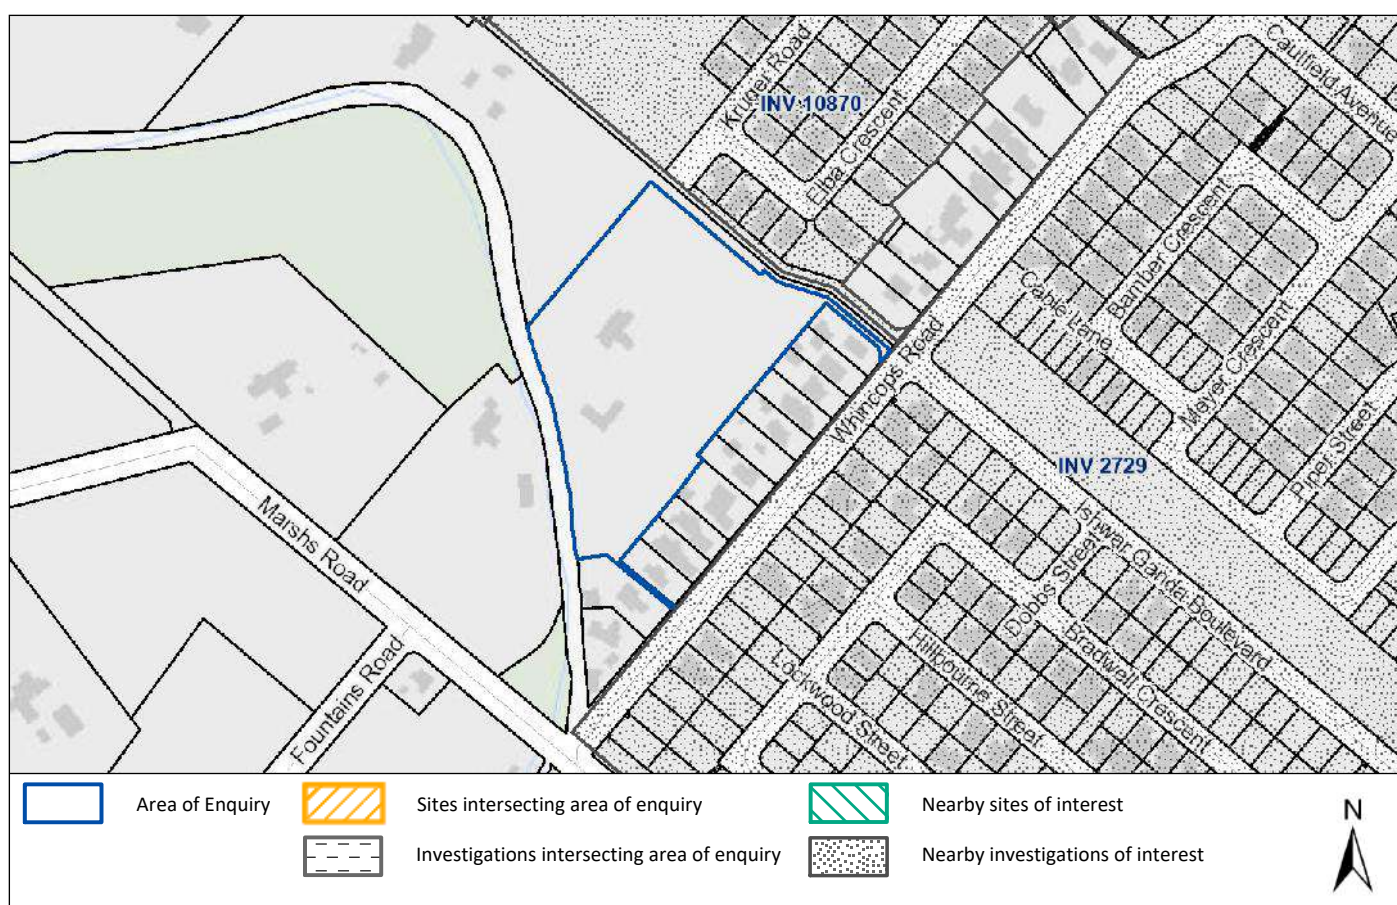 Kruger Road
INV 10870
Elpa Crescent
Caulfield Avenue
Bamber Crescent
Cable Lane
Mayer Crescent
Piper Street
Whincops Road
INV 2729
Ishwar Ganda Boulevard
Dobbs Street
Bradwell Crescent
Hillbourne Street
Lockwood Street
Marshs Road
Fountains Road
Area of Enquiry
Sites intersecting area of enquiry
Nearby sites of interest
Investigations intersecting area of enquiry
Nearby investigations of interest
N